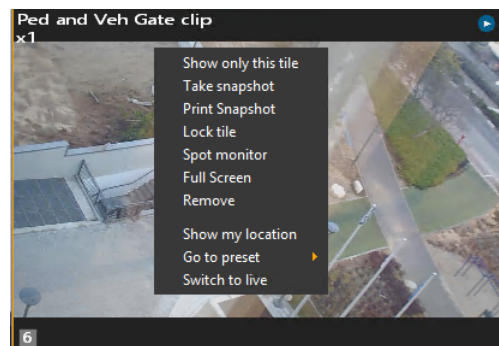 Ped and Veh Gate clip
x1
Show only this tile
Take snapshot
Print Snapshot
Lock tile
Spot monitor
Full Screen
Remove
Show my location
Go to preset
Switch to live
6